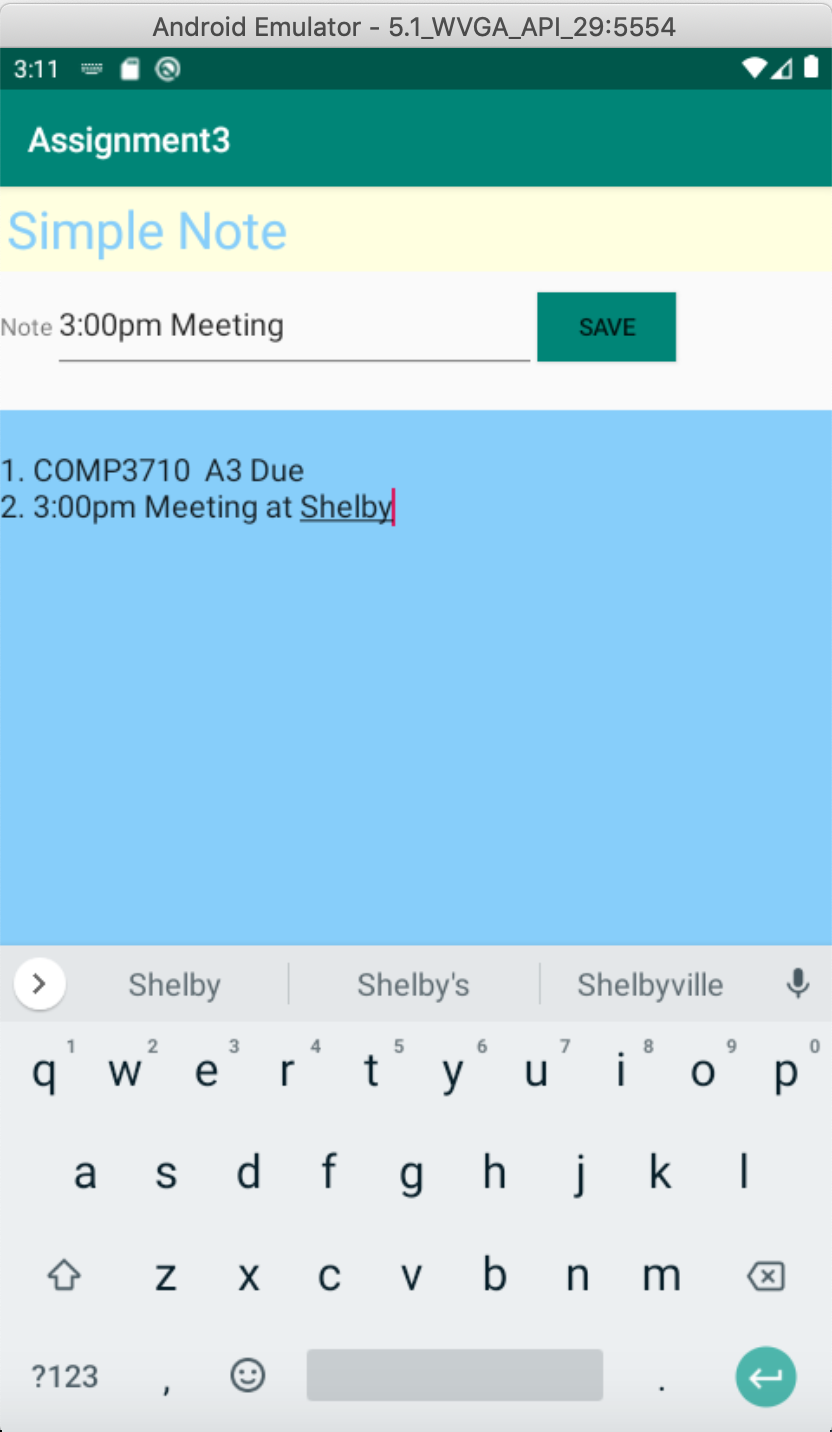 Android Emulator - 5.1_WVGA_API_29:5554
3:11
Assignment3
Simple Note
Note 3:00pm Meeting SAVE
1. COMP3710  A3 Due
2. 3:00pm Meeting at Shelby
Shelby Shelby's Shelbyville
q 1 w 2 e 3 r 4 t 5 y 6 u 7 i 8 o 9 p 0
a s d f g h j k l
z x c v b n m
?123 , .